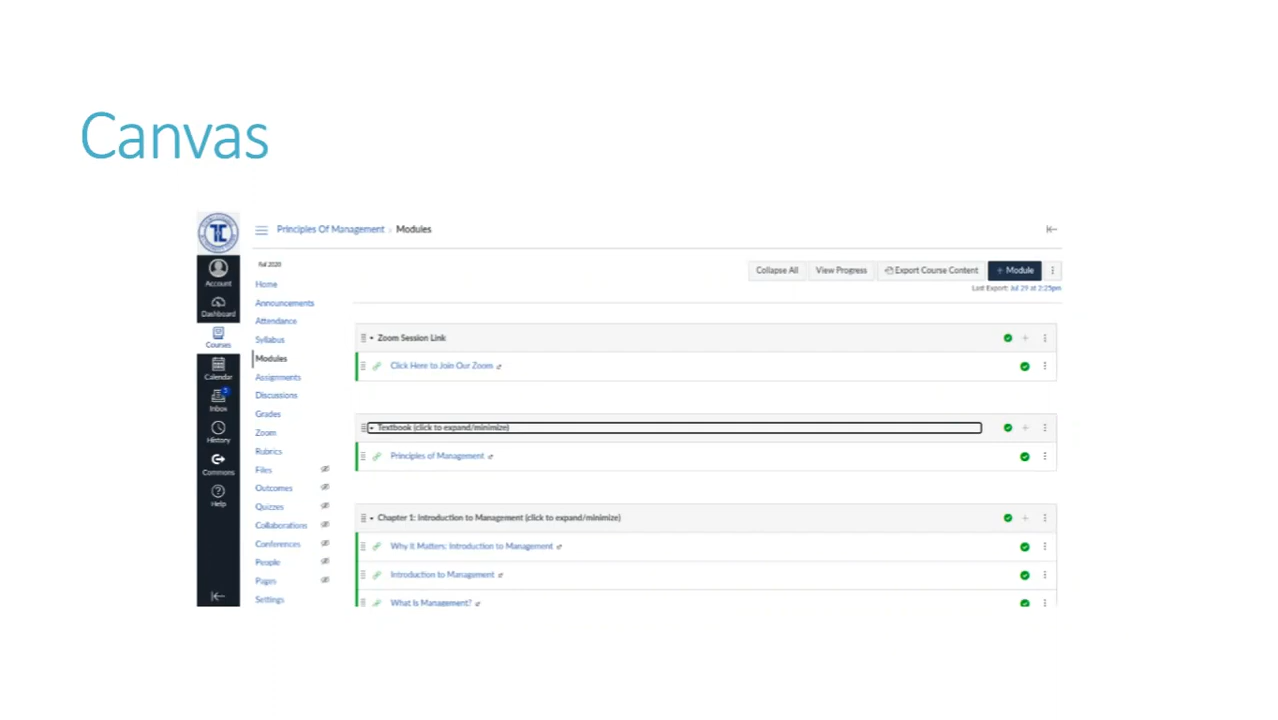 Canvas
TC
Principles Of Management › Modules
Fall 2020
Collapse All
View Progress
Export Course Content
+ Module
Last Export: Jul 29 at 2:25pm
Account
Dashboard
Courses
Calendar
3
Inbox
History
Commons
Help
Home
Announcements
Attendance
Syllabus
Modules
Assignments
Discussions
Grades
Zoom
Rubrics
Files
Outcomes
Quizzes
Collaborations
Conferences
People
Pages
Settings
Zoom Session Link
Click Here to Join Our Zoom
Textbook (click to expand/minimize)
Principles of Management
Chapter 1: Introduction to Management (click to expand/minimize)
Why It Matters: Introduction to Management
Introduction to Management
What Is Management?